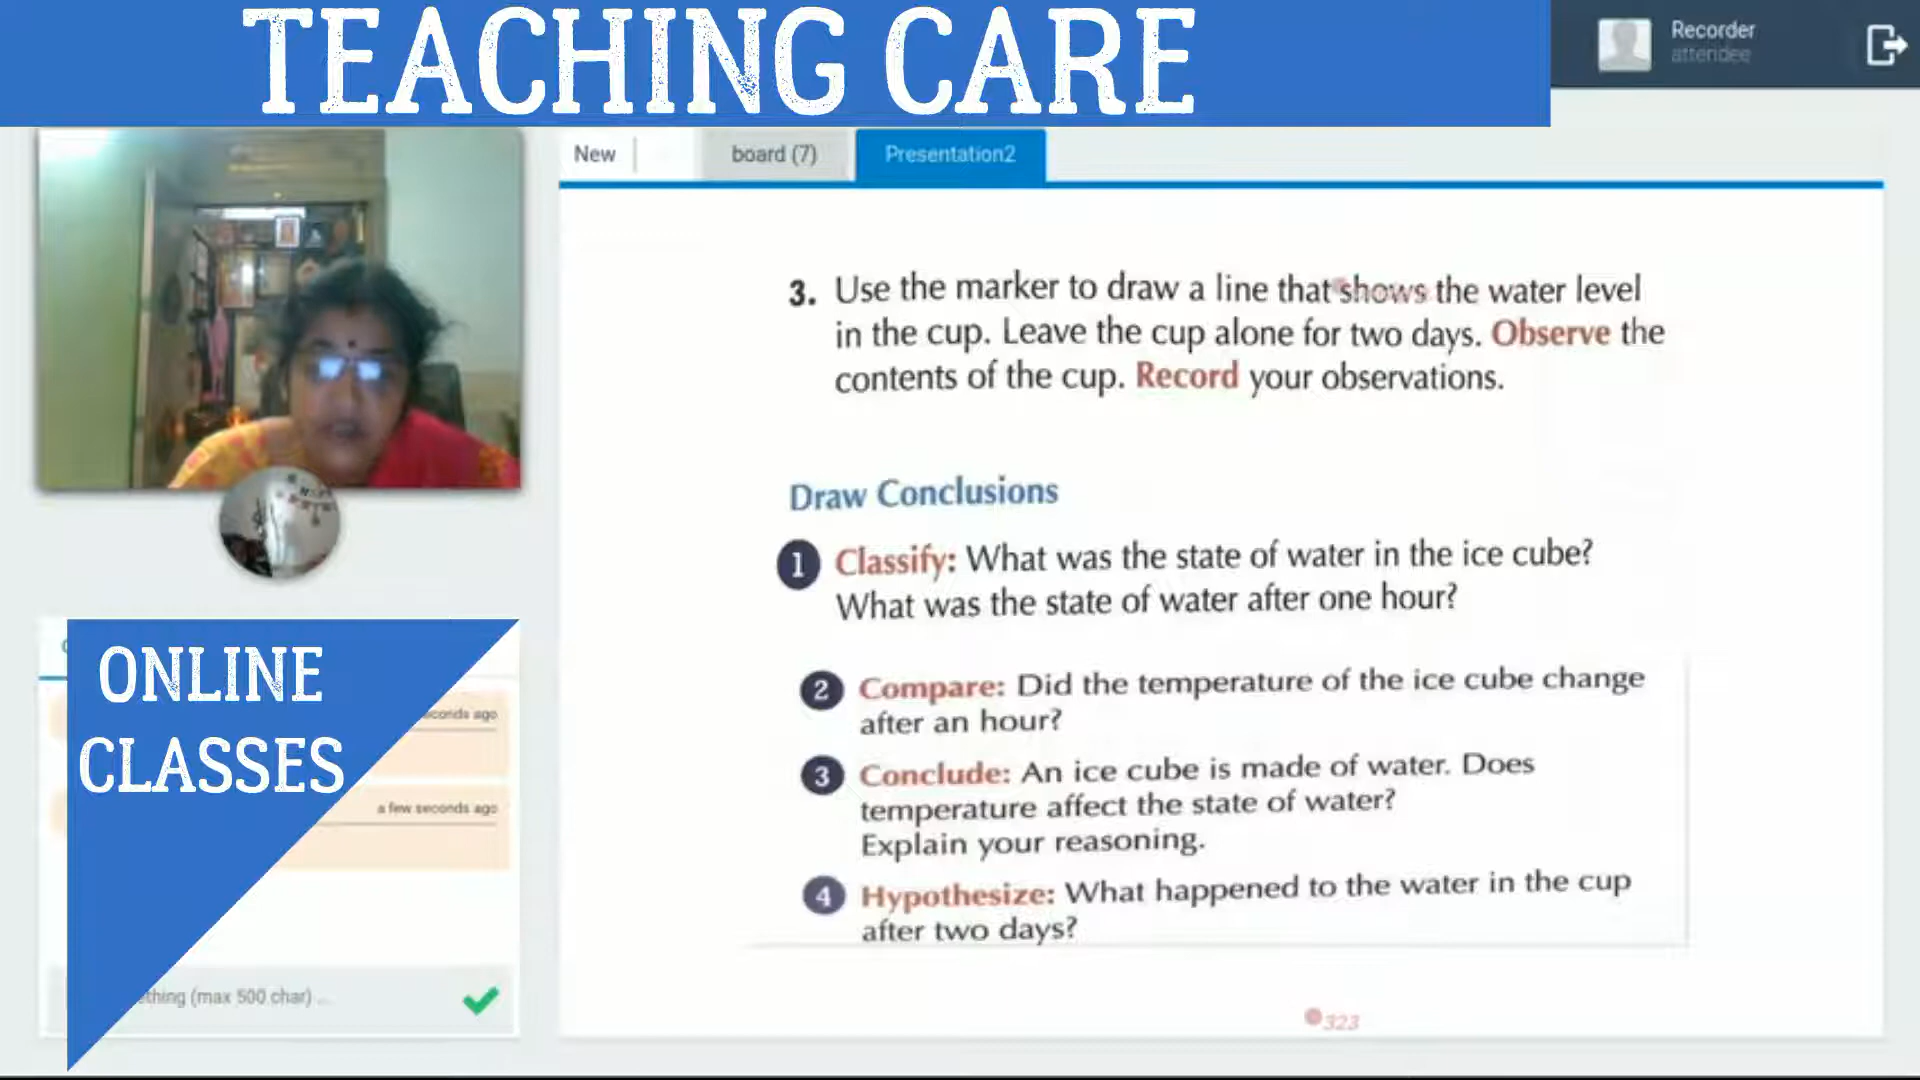 TEACHING CARE
Recorder
attendee
New
board (7)
Presentation2
3. Use the marker to draw a line that shows the water level
in the cup. Leave the cup alone for two days. Observe the
contents of the cup. Record your observations.
Draw Conclusions
1 Classify: What was the state of water in the ice cube?
What was the state of water after one hour?
2 Compare: Did the temperature of the ice cube change
after an hour?
3 Conclude: An ice cube is made of water. Does
temperature affect the state of water?
Explain your reasoning.
4 Hypothesize: What happened to the water in the cup
after two days?
323
ONLINE
CLASSES
seconds ago
a few seconds ago
(max 500 char) ...